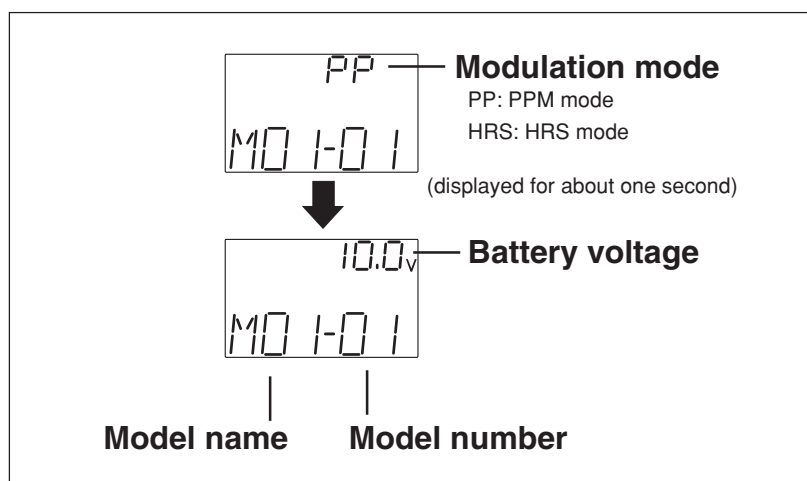 PP
Modulation mode
PP: PPM mode
HRS: HRS mode
M01-01
(displayed for about one second)
10.0V
Battery voltage
M01-01
Model name
Model number